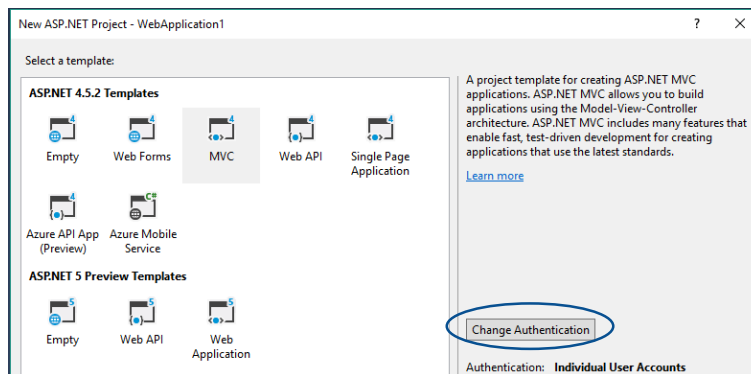 New ASP.NET Project - WebApplication1
?
Select a template:
ASP.NET 4.5.2 Templates
Empty
Web Forms
MVC
Web API
Single Page
Application
Azure API App
(Preview)
Azure Mobile
Service
ASP.NET 5 Preview Templates
Empty
Web API
Web
Application
A project template for creating ASP.NET MVC
applications. ASP.NET MVC allows you to build
applications using the Model-View-Controller
architecture. ASP.NET MVC includes many features that
enable fast, test-driven development for creating
applications that use the latest standards.
Learn more
Change Authentication
Authentication: Individual User Accounts